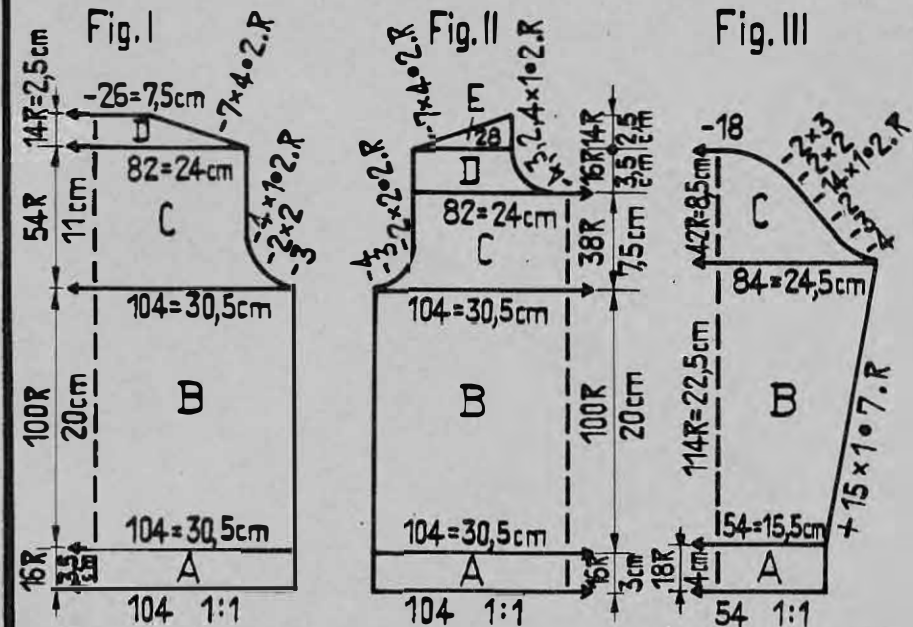 Fig. I
14R=2,5cm
-26=7,5cm
-7×4•2.R
D
82=24cm
54R
11cm
C
-4×1•2.R
-2×2
-3
104=30,5cm
100R
20cm
B
104=30,5cm
16R
A
104 1:1
Fig. II
-7×4•2.R
E
28
3,2,4×1•2.R
4,
14R
2,5 cm
D
16R
3,5 cm
82=24cm
-2×2•2.R
-3
-4
C
38R
7,5cm
104=30,5cm
B
100R
20cm
104=30,5cm
A
16R
3cm
104 1:1
Fig. III
-18
-2×3
-2×2
-14×1•2.R
-2
-3
-4
42R=8,5cm
C
84=24,5cm
114R=22,5cm
B
+15×1•7.R
54=15,5cm
18R
4cm
A
54 1:1